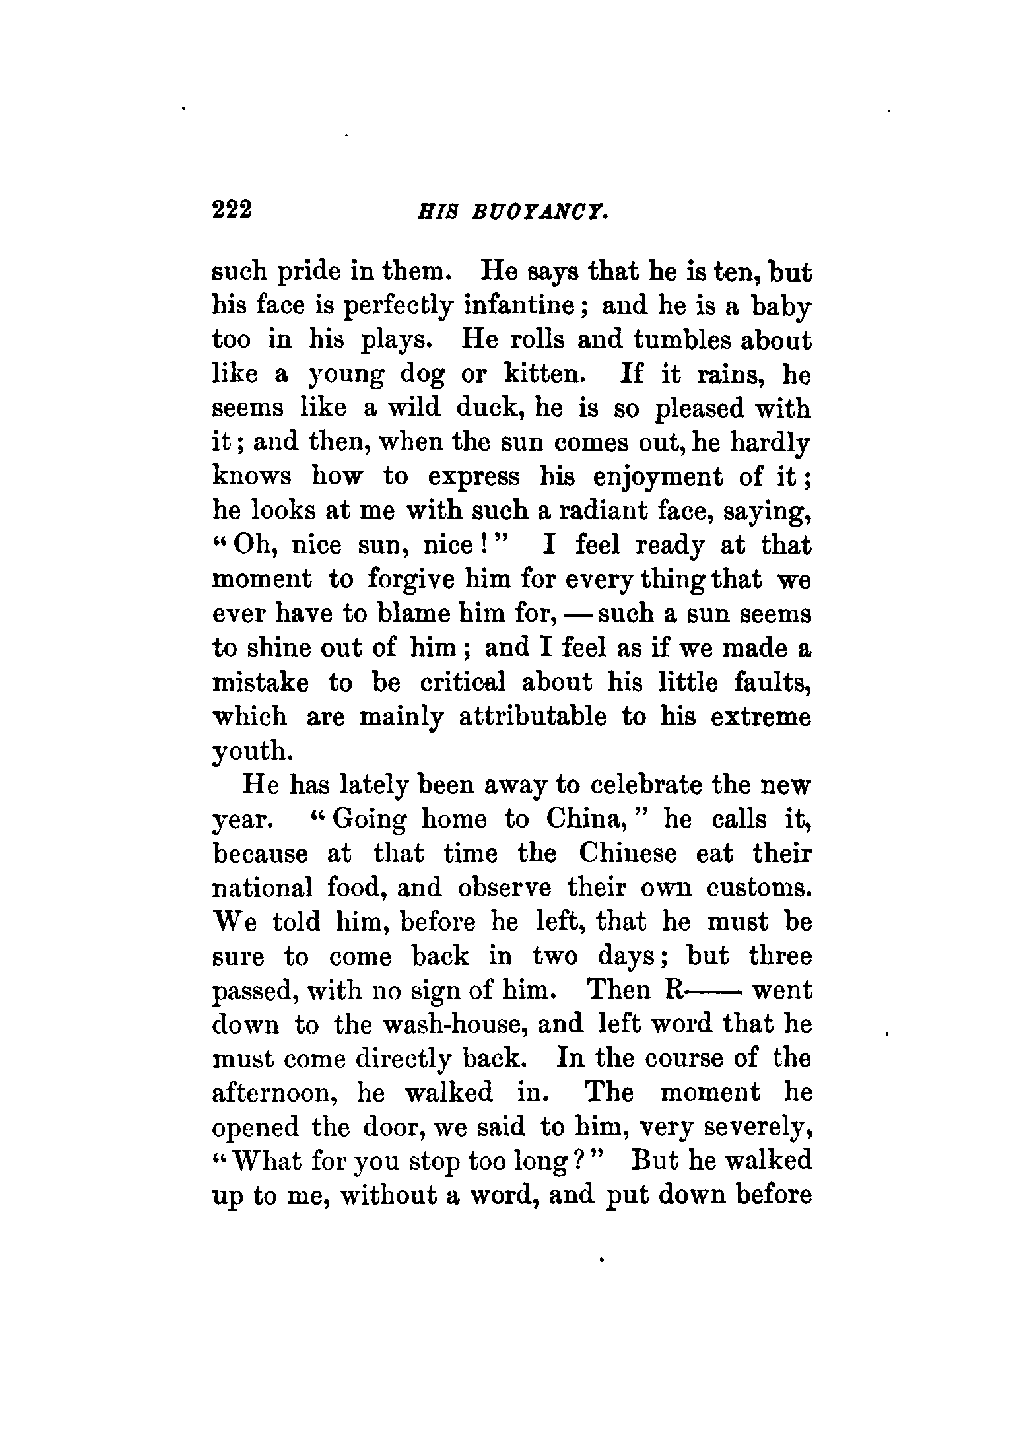 222 HIS BUOYANCY.
such pride in them. He says that he is ten, but
his face is perfectly infantine; and he is a baby
too in his plays. He rolls and tumbles about
like a young dog or kitten. If it rains, he
seems like a wild duck, he is so pleased with
it; and then, when the sun comes out, he hardly
knows how to express his enjoyment of it;
he looks at me with such a radiant face, saying,
"Oh, nice sun, nice!" I feel ready at that
moment to forgive him for every thing that we
ever have to blame him for, — such a sun seems
to shine out of him; and I feel as if we made a
mistake to be critical about his little faults,
which are mainly attributable to his extreme
youth.
He has lately been away to celebrate the new
year. "Going home to China," he calls it,
because at that time the Chinese eat their
national food, and observe their own customs.
We told him, before he left, that he must be
sure to come back in two days; but three
passed, with no sign of him. Then R—— went
down to the wash-house, and left word that he
must come directly back. In the course of the
afternoon, he walked in. The moment he
opened the door, we said to him, very severely,
"What for you stop too long?" But he walked
up to me, without a word, and put down before